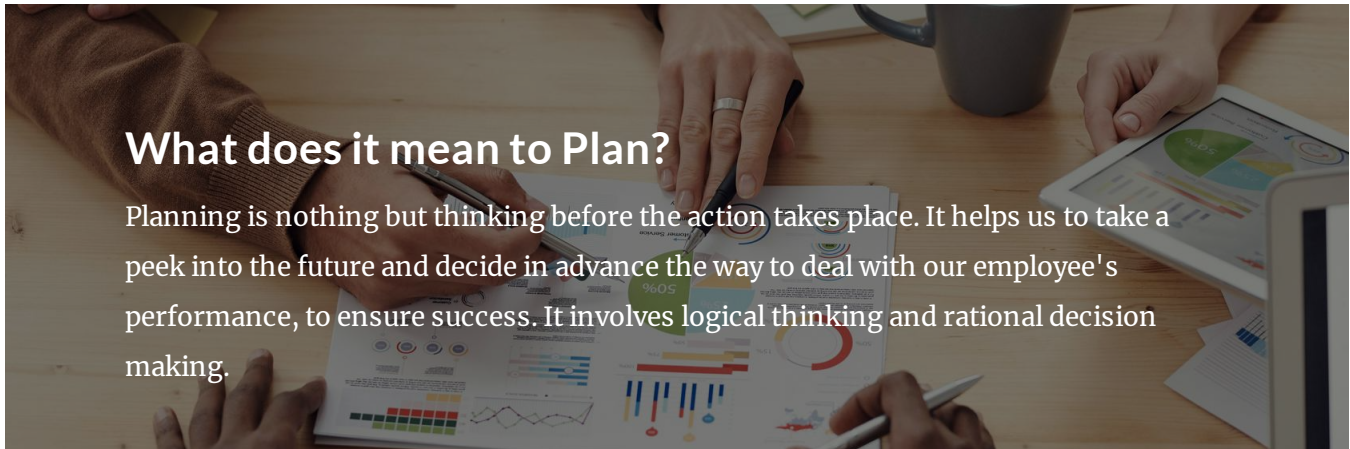 What does it mean to Plan?
Planning is nothing but thinking before the action takes place. It helps us to take a
peek into the future and decide in advance the way to deal with our employee's
performance, to ensure success. It involves logical thinking and rational decision
making.
50%
50%